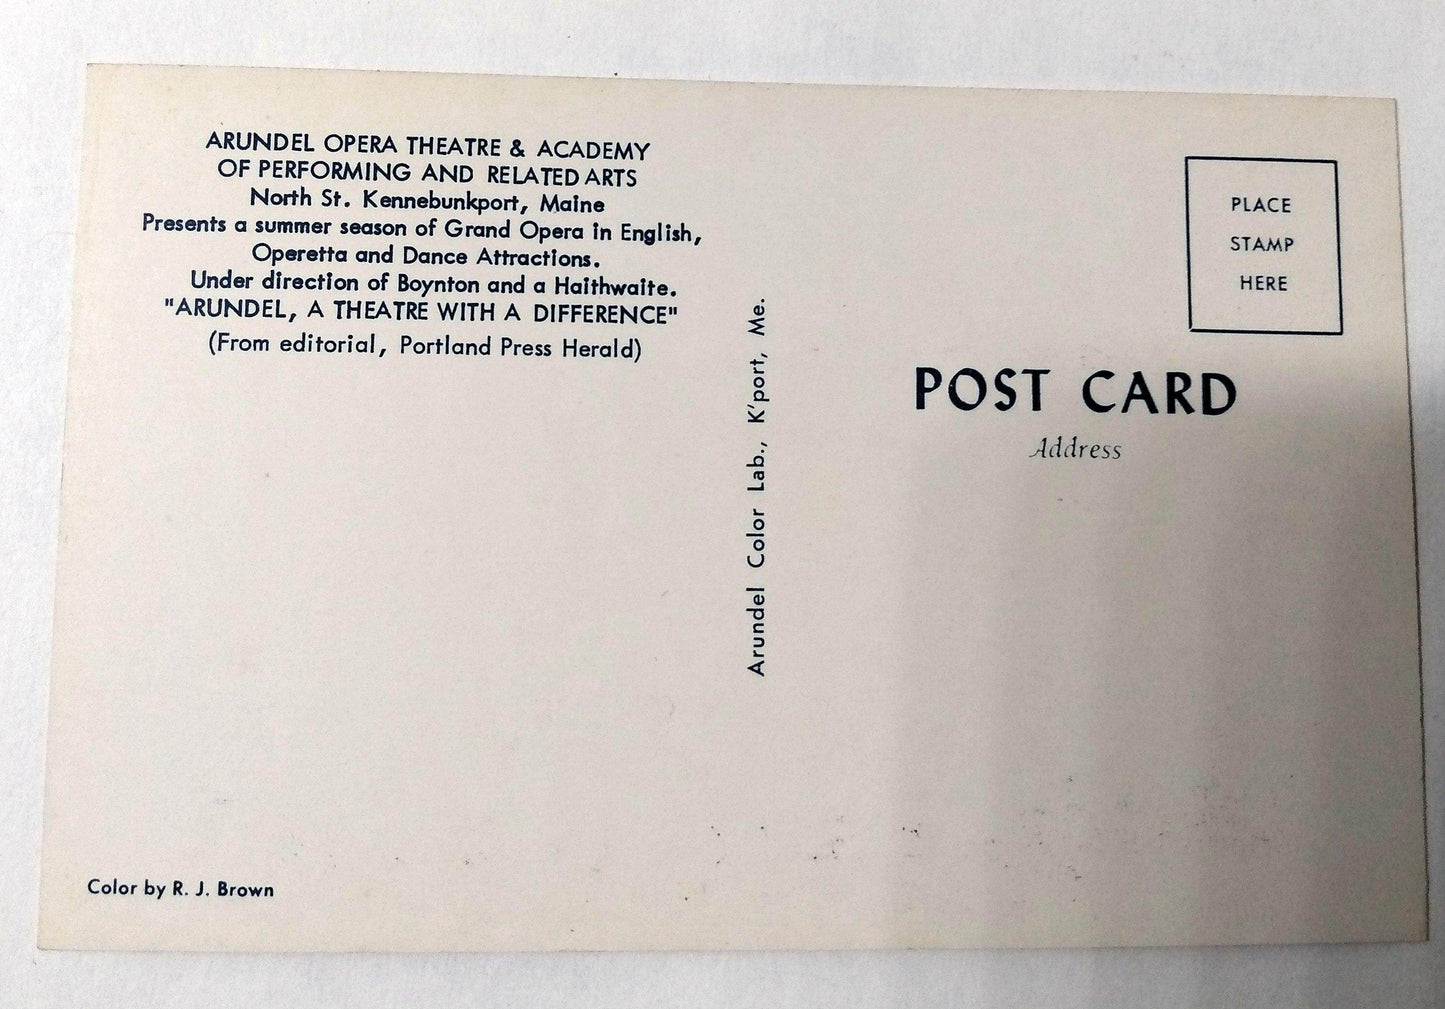 ARUNDEL OPERA THEATRE & ACADEMY
OF PERFORMING AND RELATED ARTS
North St. Kennebunkport, Maine
Presents a summer season of Grand Opera in English,
Operetta and Dance Attractions.
Under direction of Boynton and a Haithwaite.
"ARUNDEL, A THEATRE WITH A DIFFERENCE"
(From editorial, Portland Press Herald)
Color by R. J. Brown
Arundel Color Lab., K'port, Me.
PLACE
STAMP
HERE
POST CARD
Address